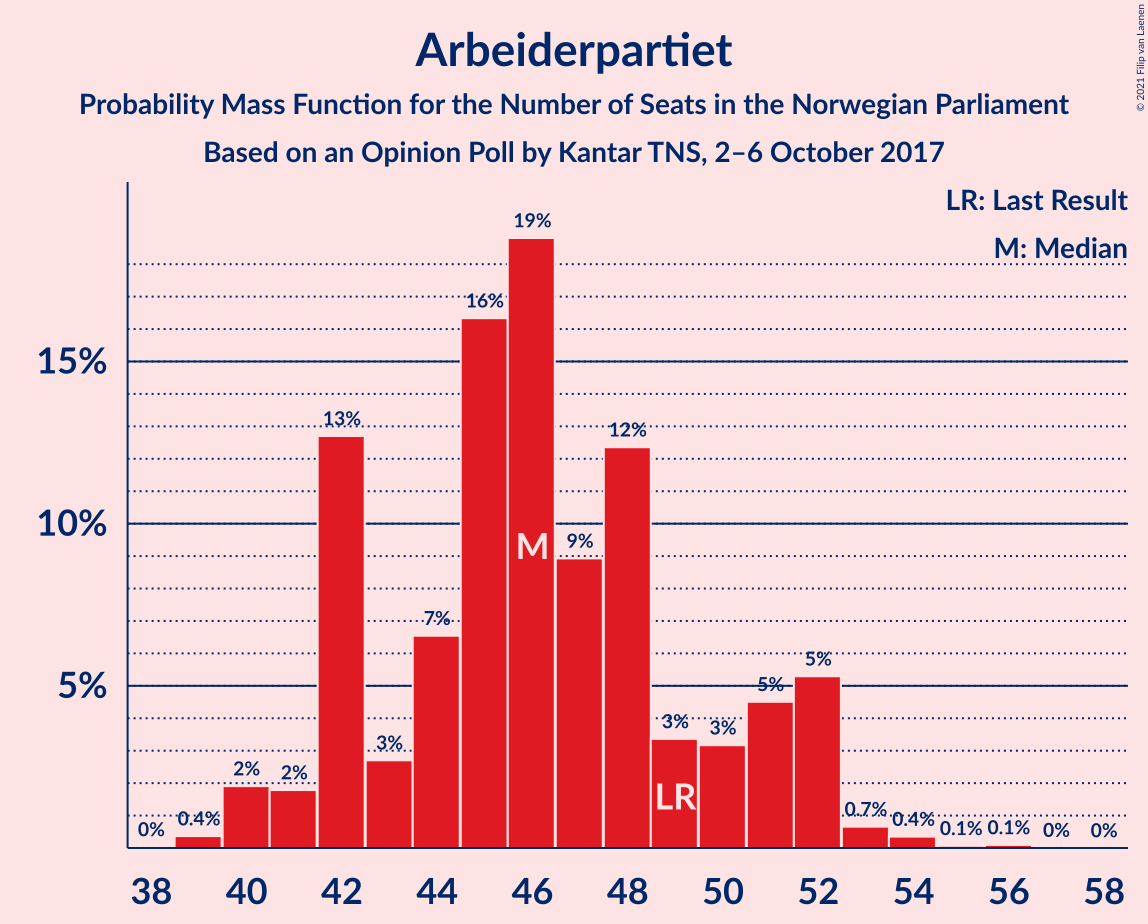 Arbeiderpartiet
Probability Mass Function for the Number of Seats in the Norwegian Parliament
Based on an Opinion Poll by Kantar TNS, 2–6 October 2017
© 2021 Filip van Laenen
LR: Last Result
M: Median
15%
10%
5%
0%
0.4%
2%
2%
13%
3%
7%
16%
19%
9%
12%
3%
3%
5%
5%
0.7%
0.4%
0.1%
0.1%
0%
0%
M
LR
38 40 42 44 46 48 50 52 54 56 58